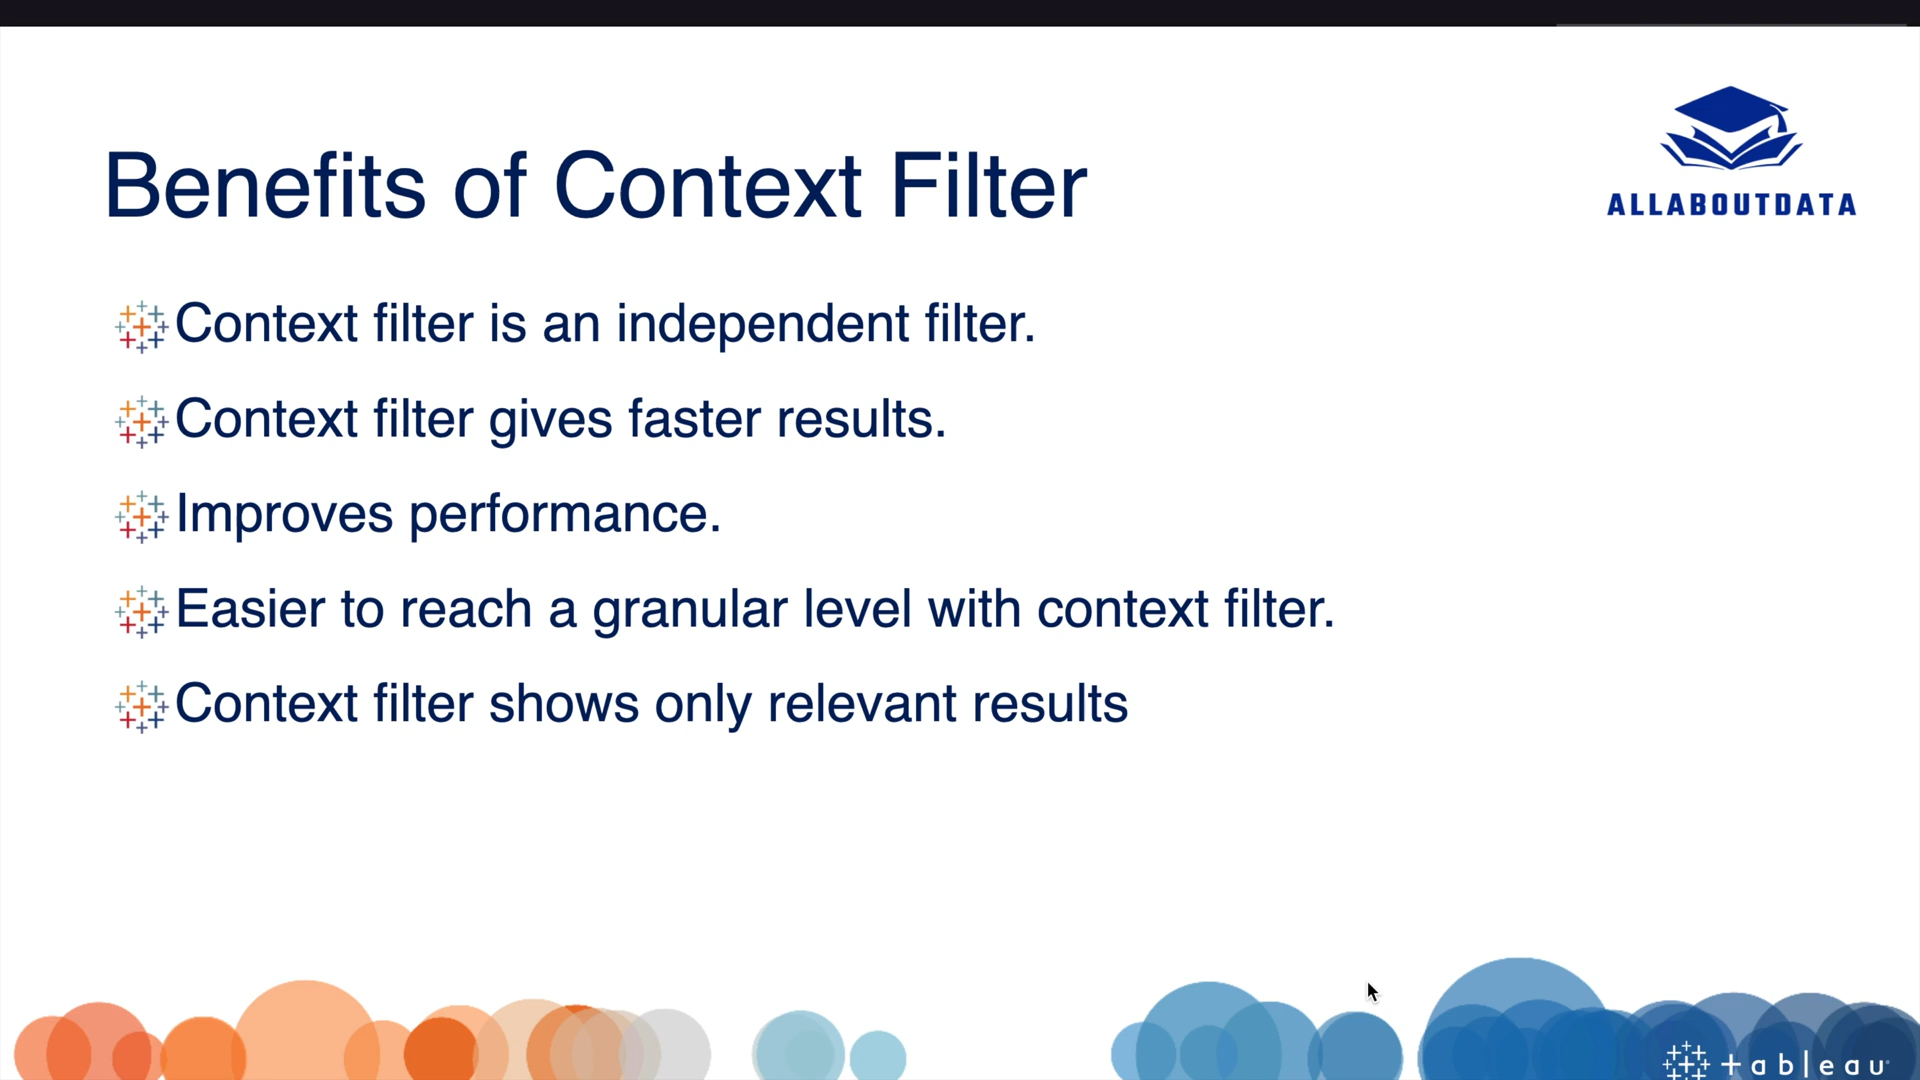 ALLABOUTDATA
Benefits of Context Filter
Context filter is an independent filter.
Context filter gives faster results.
Improves performance.
Easier to reach a granular level with context filter.
Context filter shows only relevant results
+ableau